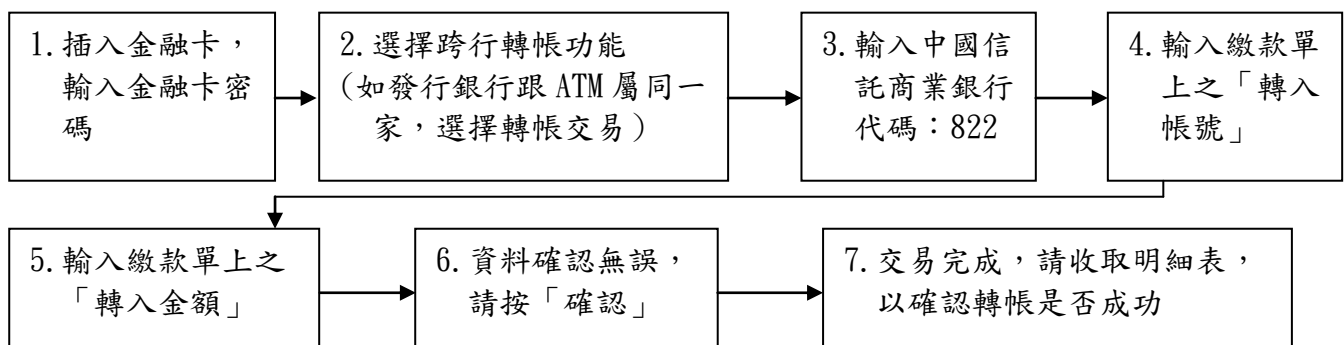 1.插入金融卡，
輸入金融卡密
碼
2.選擇跨行轉帳功能
(如發行銀行跟 ATM 屬同一
家，選擇轉帳交易)
3.輸入中國信
託商業銀行
代碼：822
4.輸入繳款單
上之「轉入
帳號」
5.輸入繳款單上之
「轉入金額」
6.資料確認無誤，
請按「確認」
7.交易完成，請收取明細表，
以確認轉帳是否成功